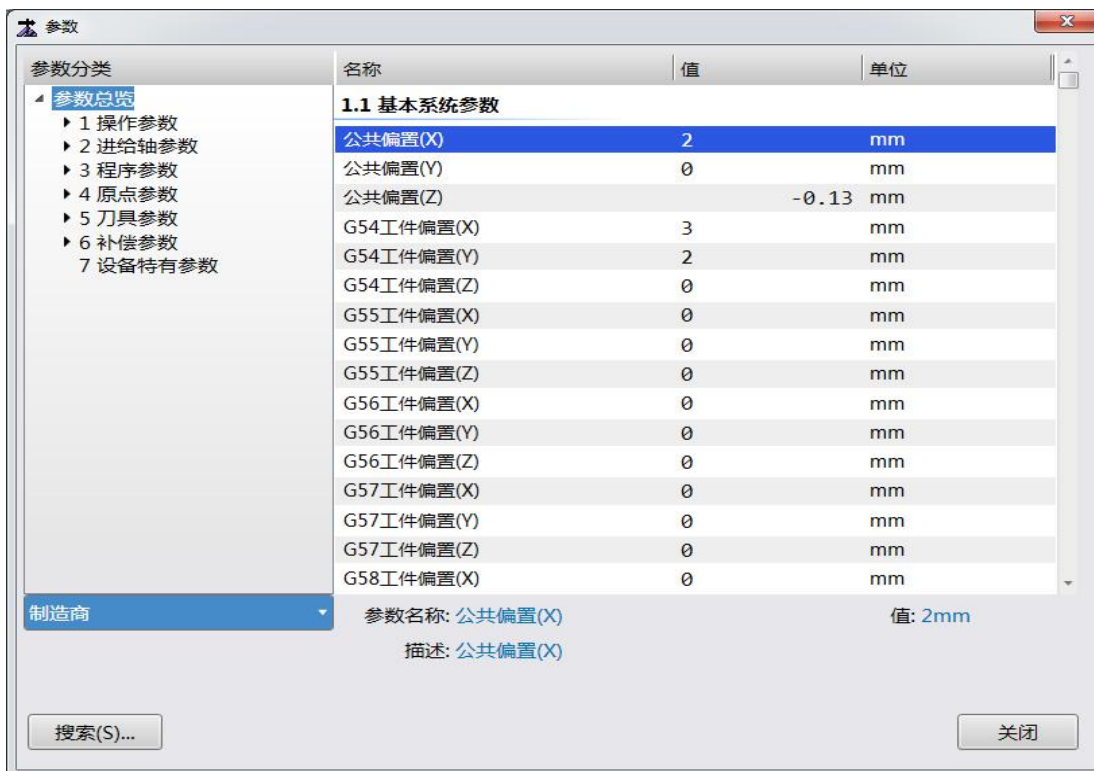 参数
参数分类
参数总览
1 操作参数
2 进给轴参数
3 程序参数
4 原点参数
5 刀具参数
6 补偿参数
7 设备特有参数
制造商
名称 值 单位
1.1 基本系统参数
公共偏置(X) 2 mm
公共偏置(Y) 0 mm
公共偏置(Z) -0.13 mm
G54工件偏置(X) 3 mm
G54工件偏置(Y) 2 mm
G54工件偏置(Z) 0 mm
G55工件偏置(X) 0 mm
G55工件偏置(Y) 0 mm
G55工件偏置(Z) 0 mm
G56工件偏置(X) 0 mm
G56工件偏置(Y) 0 mm
G56工件偏置(Z) 0 mm
G57工件偏置(X) 0 mm
G57工件偏置(Y) 0 mm
G57工件偏置(Z) 0 mm
G58工件偏置(X) 0 mm
参数名称: 公共偏置(X) 值: 2mm
描述: 公共偏置(X)
搜索(S)... 关闭